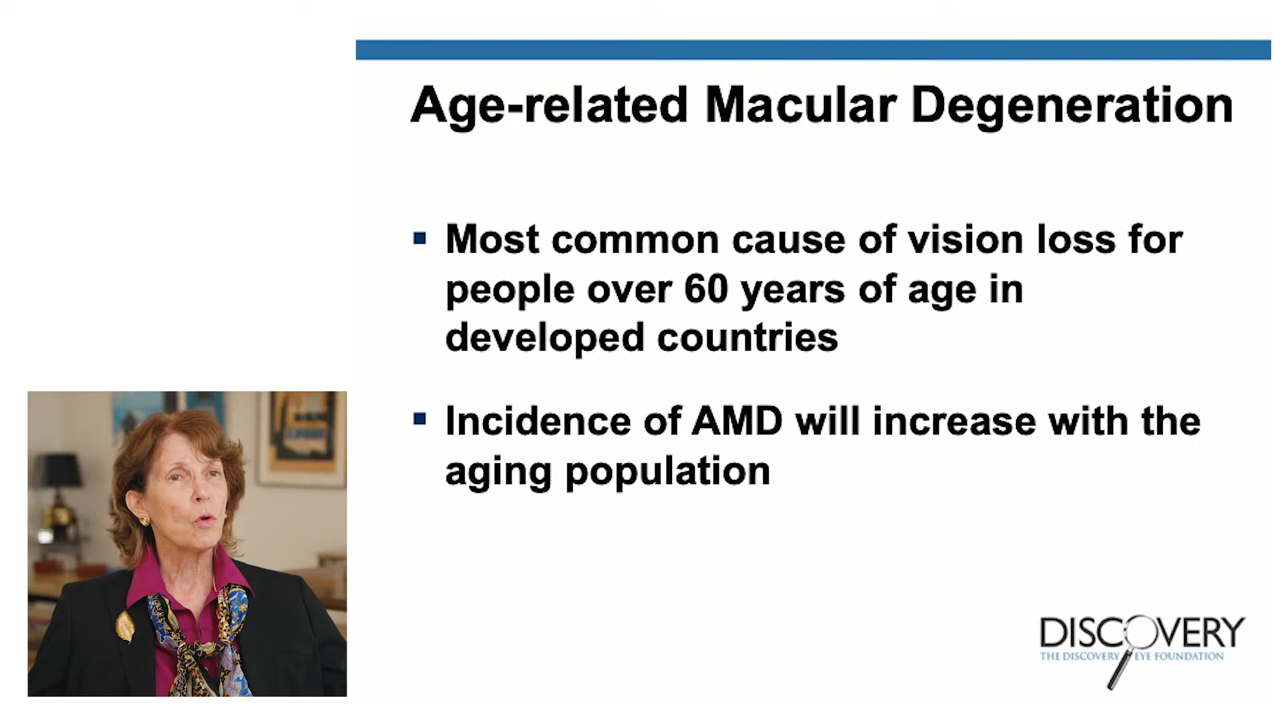 Age-related Macular Degeneration
▪ Most common cause of vision loss for
people over 60 years of age in
developed countries
▪ Incidence of AMD will increase with the
aging population
DISCOVERY
THE DISCOVERY EYE FOUNDATION